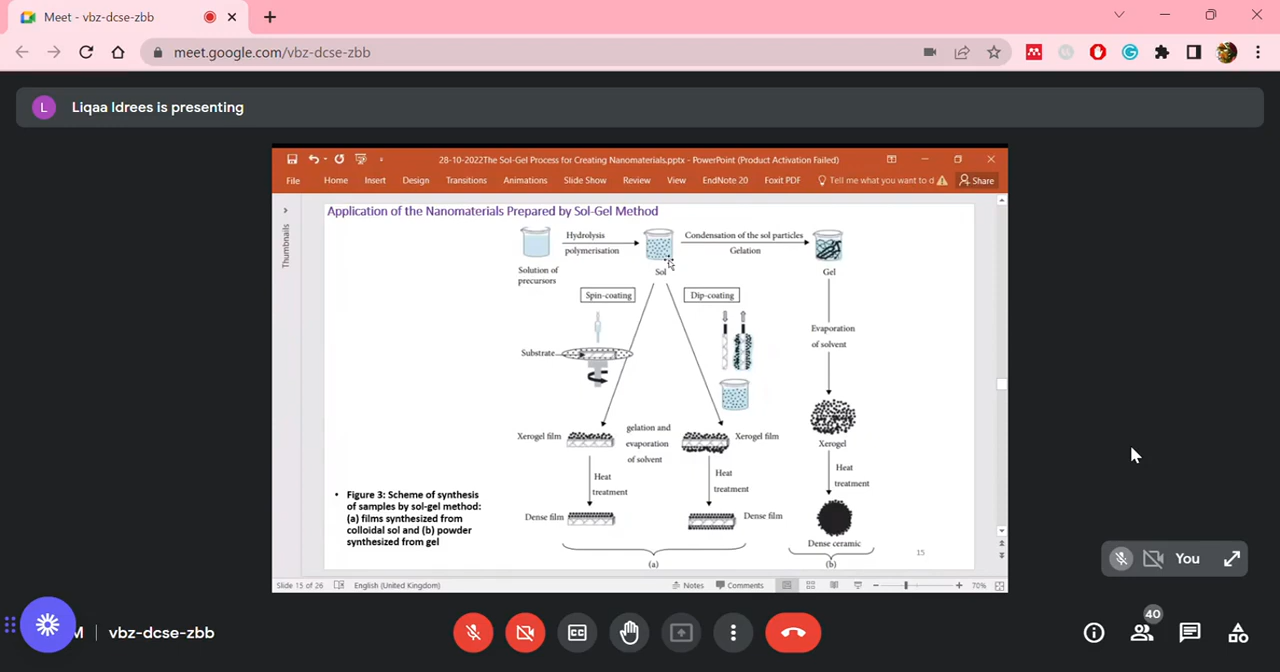 Meet - vbz-dcse-zbb
meet.google.com/vbz-dcse-zbb
L
Liqaa Idrees is presenting
28-10-2022The Sol-Gel Process for Creating Nanomaterials.pptx - PowerPoint (Product Activation Failed)
File Home Insert Design Transitions Animations Slide Show Review View EndNote 20 Foxit PDF Tell me what you want to d Share
Thumbnails
Application of the Nanomaterials Prepared by Sol-Gel Method
Hydrolysis
polymerisation
Condensation of the sol particles
Gelation
Solution of
precursors
Sol
Gel
Spin-coating
Dip-coating
Substrate
Evaporation
of solvent
Xerogel film
gelation and
evaporation
of solvent
Xerogel film
Xerogel
Heat
treatment
Heat
treatment
Heat
treatment
Dense film
Dense film
Dense ceramic
(a)
(b)
• Figure 3: Scheme of synthesis
of samples by sol-gel method:
(a) films synthesized from
colloidal sol and (b) powder
synthesized from gel
15
Slide 15 of 26 English (United Kingdom) Notes Comments 70%
You
M | vbz-dcse-zbb
CC
40